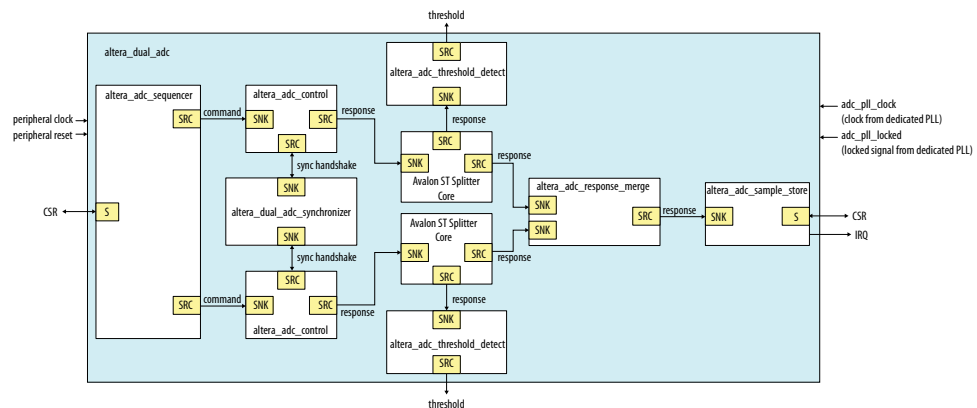 threshold
altera_dual_adc
SRC
altera_adc_threshold_detect
SNK
altera_adc_sequencer
altera_adc_control
SRC
command
SNK
SRC
response
response
peripheral clock
peripheral reset
adc_pll_clock
(clock from dedicated PLL)
adc_pll_locked
(locked signal from dedicated PLL)
SRC
sync handshake
SRC
SNK
SRC
response
Avalon ST Splitter
Core
SNK
altera_dual_adc_synchronizer
SNK
altera_adc_response_merge
SNK
SNK
SRC
response
altera_adc_sample_store
SNK
S
CSR
IRQ
CSR
S
Avalon ST Splitter
Core
SNK
SRC
response
SRC
sync handshake
SRC
SRC
command
SNK
SRC
response
altera_adc_control
response
SNK
altera_adc_threshold_detect
SRC
threshold